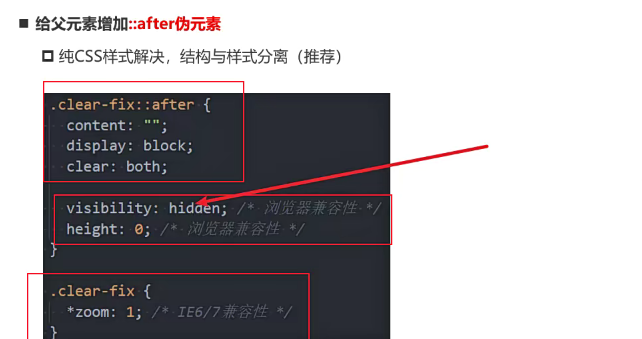 给父元素增加::after伪元素
纯CSS样式解决，结构与样式分离（推荐）
.clear-fix::after {
content: "";
display: block;
clear: both;
visibility: hidden; /* 浏览器兼容性 */
height: 0; /* 浏览器兼容性 */
}
.clear-fix {
*zoom: 1; /* IE6/7兼容性 */
}